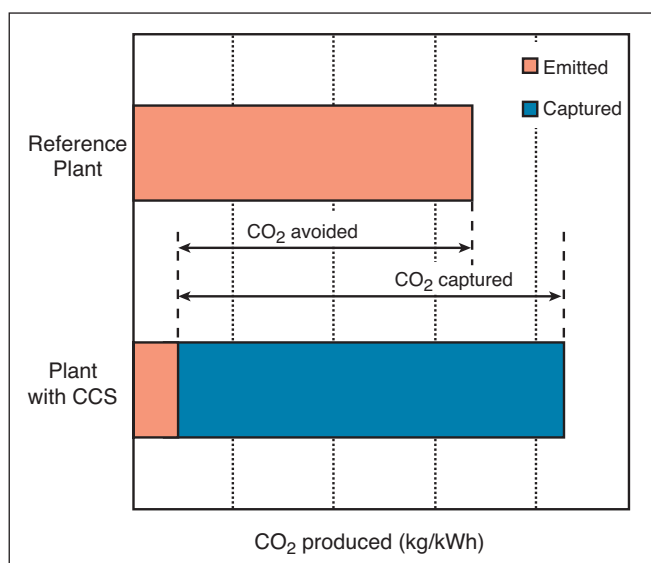 Emitted
Captured
Reference
Plant
CO₂ avoided
CO₂ captured
Plant
with CCS
CO₂ produced (kg/kWh)